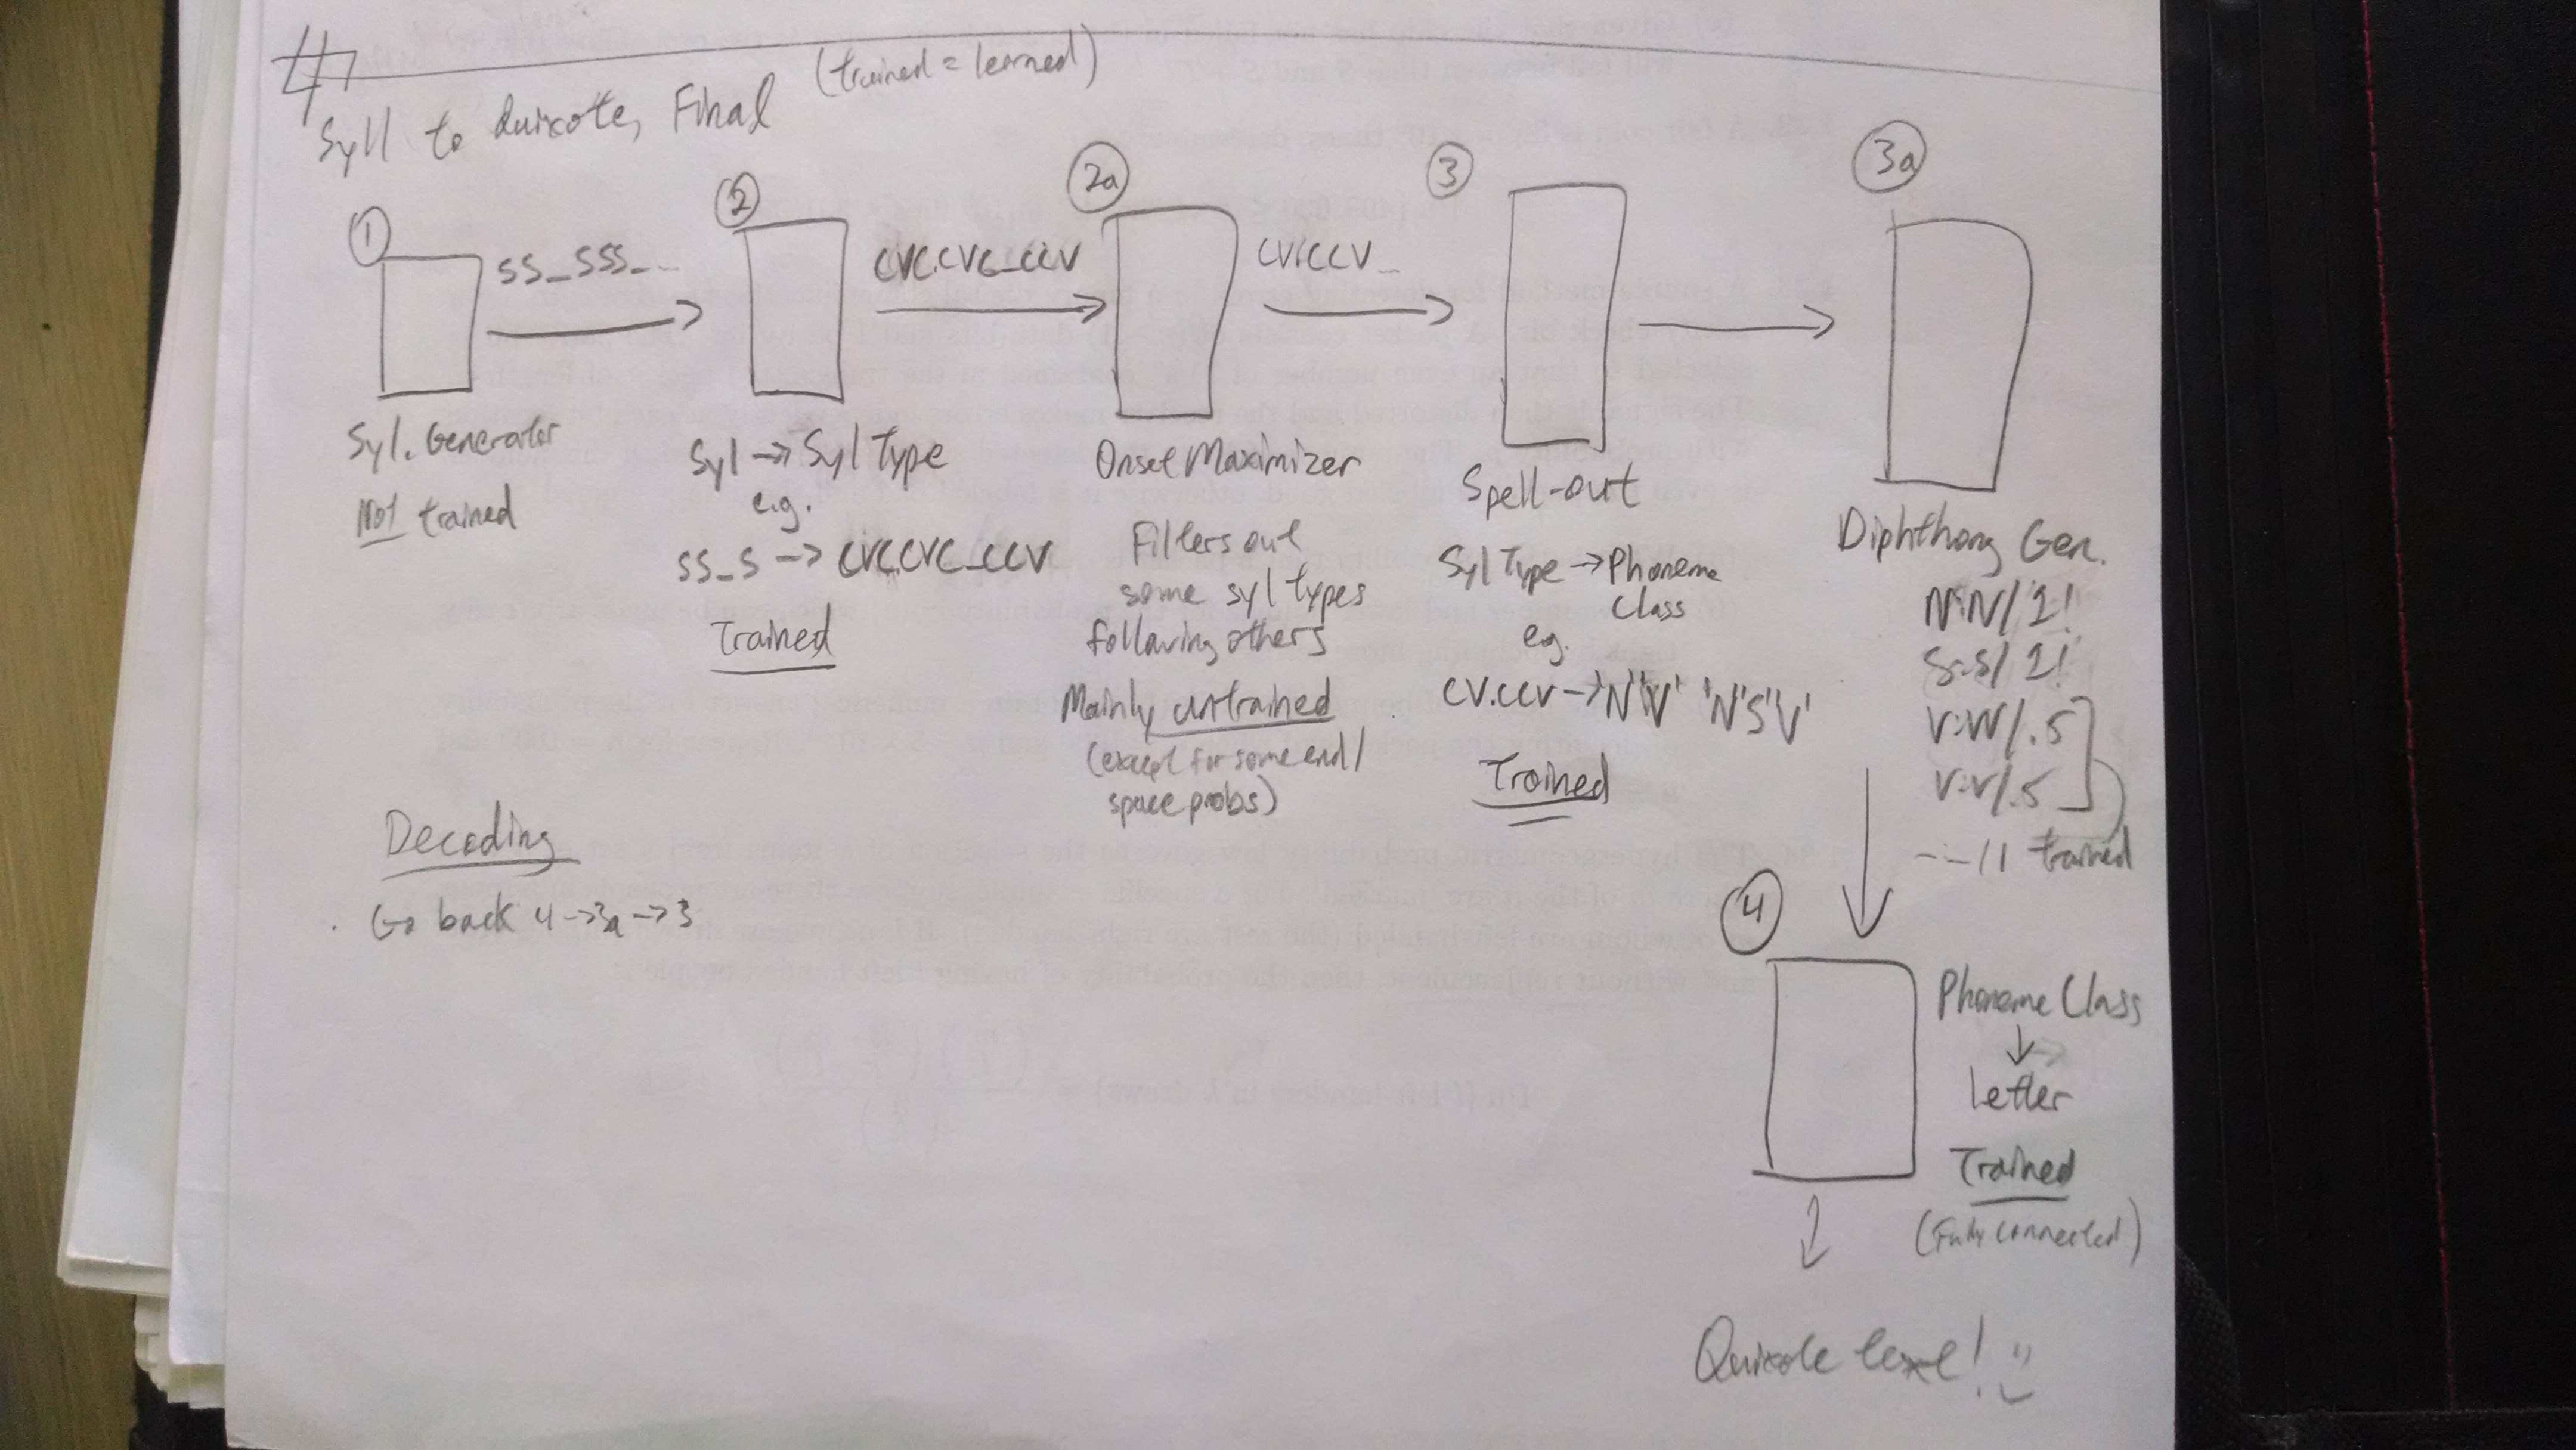 Syll to Quixote, Final (trained = learned)
1
SS_SSS_...
2
CVC.CVC_CCV
2a
CV.CCV_
3
3a
Syl. Generator
Not trained
Syl → Syl Type
e.g.
SS_S → CVC.CVC_CCV
Trained
Onset Maximizer
Filters out
some syl types
following others
Mainly untrained
(except for some end/
space probs)
Spell-out
Syl Type → Phoneme
Class
e.g.
CV.CCV → 'N''V' 'N''S''V'
Trained
Diphthong Gen.
N:N/1!
S:S/1!
V:VV/.5
V:V/.5
trained
Decoding
Go back 4→3a→3
4
Phoneme Class
↓
Letter
Trained
(Fully connected)
Quixote text! :)